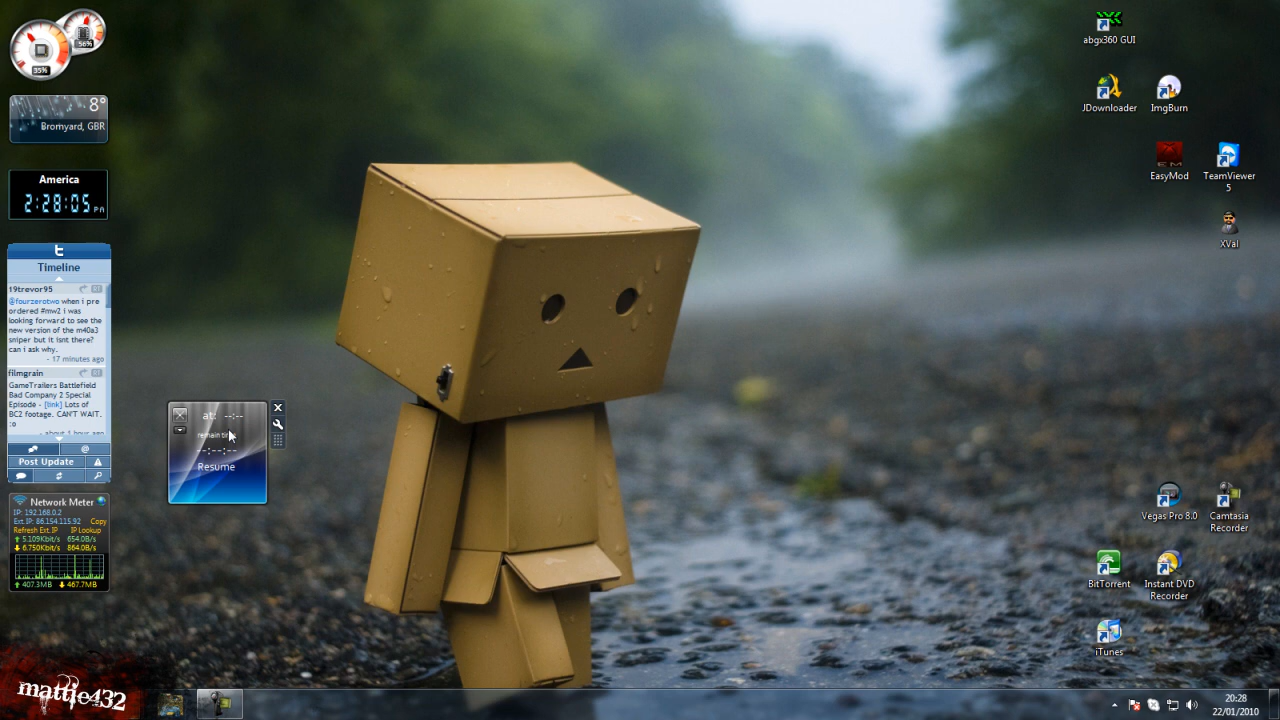 56%
35%
8°
Bromyard, GBR
America
2:28:05 PM
t
Timeline
19trevor95
@fourzerotwo when i pre
ordered #mw2 i was
looking forward to see the
new version of the m40a3
sniper but it isnt there?
can i ask why.
- 17 minutes ago
filmgrain
GameTrailers Battlefield
Bad Company 2 Special
Episode - [link] Lots of
BC2 footage. CAN'T WAIT.
:o
- about 1 hour ago
@
Post Update
Network Meter
IP: 192.168.0.2
Ext.IP: 86.154.115.92 Copy
Refresh Ext.IP IP Lookup
5.109Kbit/s 654.0B/s
6.750Kbit/s 864.0B/s
407.3MB 467.7MB
at: --:--
remain
--:--:--
Resume
abgx360 GUI
JDownloader
ImgBurn
EM
EasyMod
TeamViewer
5
XVal
Vegas Pro 8.0
Camtasia
Recorder
BitTorrent
Instant DVD
Recorder
iTunes
mattie432
20:28
22/01/2010